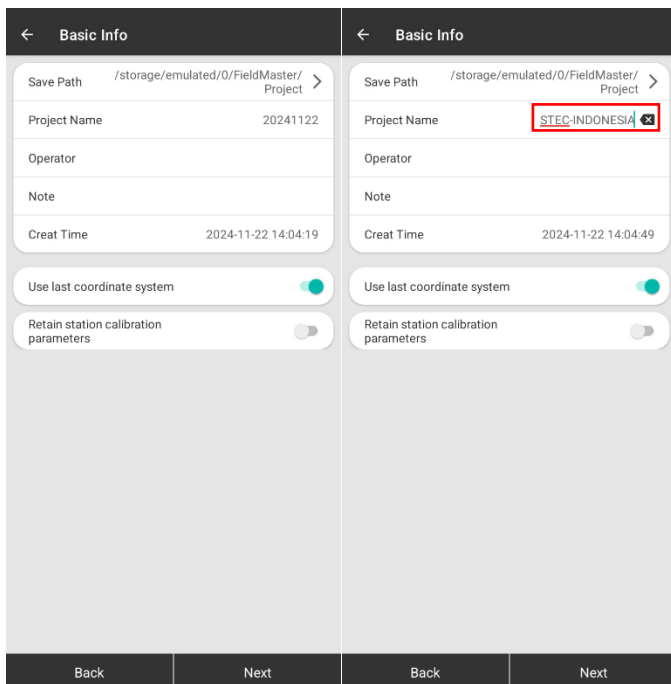 Basic Info
Save Path /storage/emulated/0/FieldMaster/
Project
Project Name 20241122
Operator
Note
Creat Time 2024-11-22 14:04:19
Use last coordinate system
Retain station calibration
parameters
Back Next
Basic Info
Save Path /storage/emulated/0/FieldMaster/
Project
Project Name STEC-INDONESIA
Operator
Note
Creat Time 2024-11-22 14:04:49
Use last coordinate system
Retain station calibration
parameters
Back Next